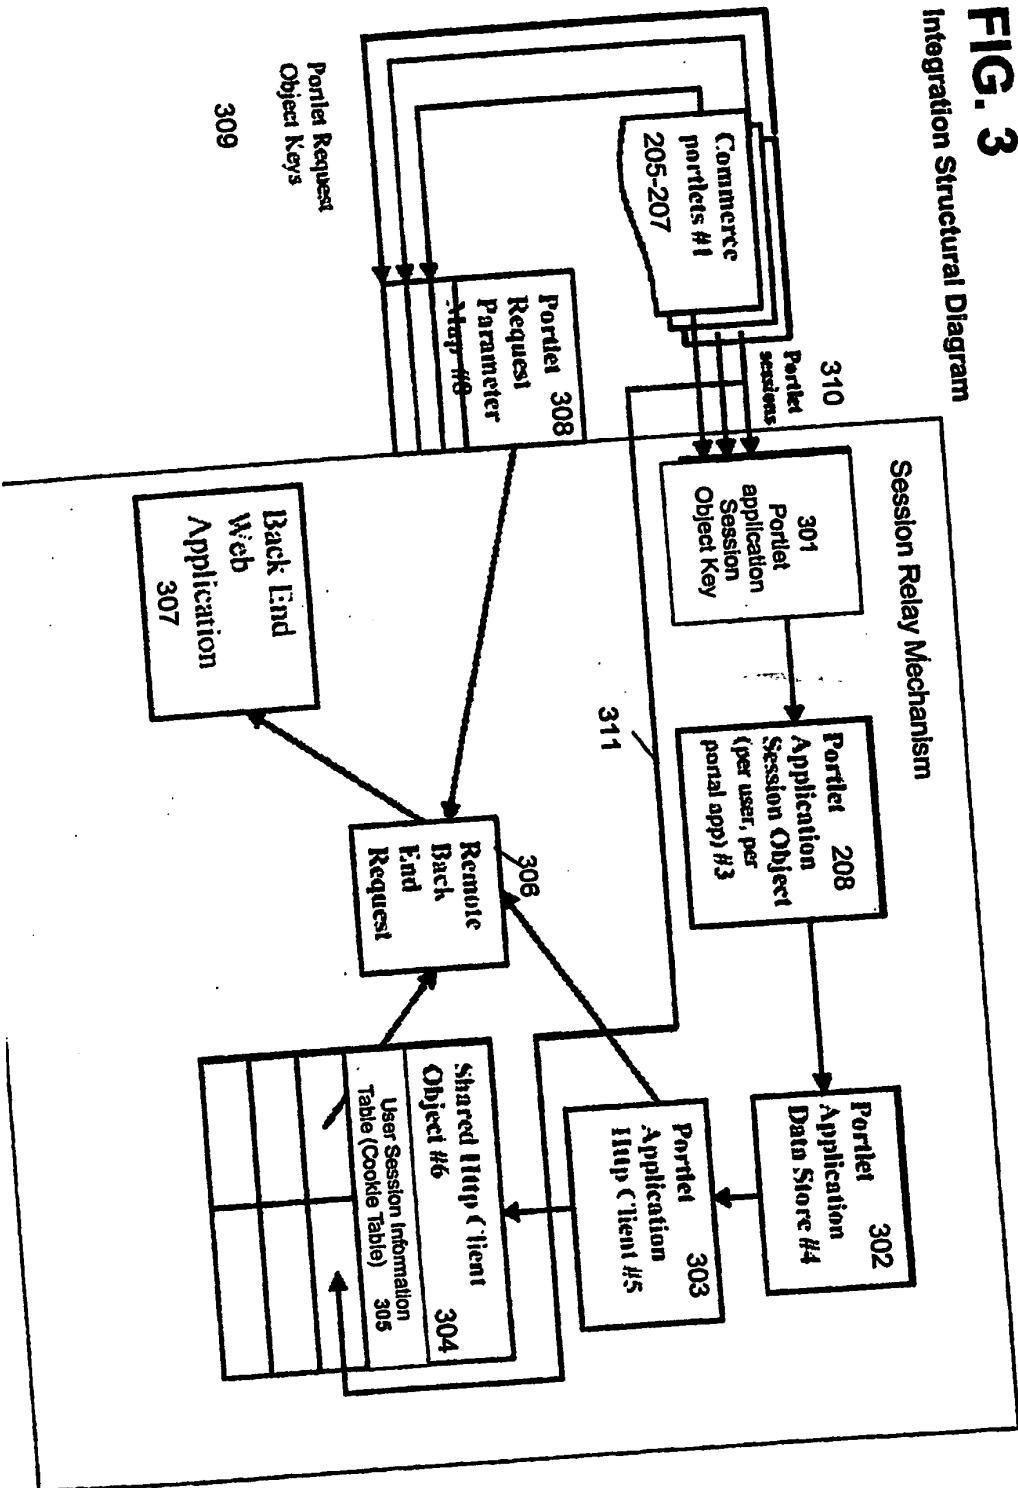 FIG. 3
Integration Structural Diagram
Session Relay Mechanism
Commerce
portlets #1
205-207
310
Portlet
sessions
301
Portlet
application
Session
Object Key
Portlet 208
Application
Session Object
(per user, per
portal app) #3
Portlet
Application 302
Data Store #4
Portlet
Application 303
Http Client #5
311
Portlet 308
Request
Parameter
Map #8
Portlet Request
Object Keys
309
306
Remote
Back
End
Request
Shared Http Client
Object #6 304
User Session Information
Table (Cookie Table) 305
Back End
Web
Application
307